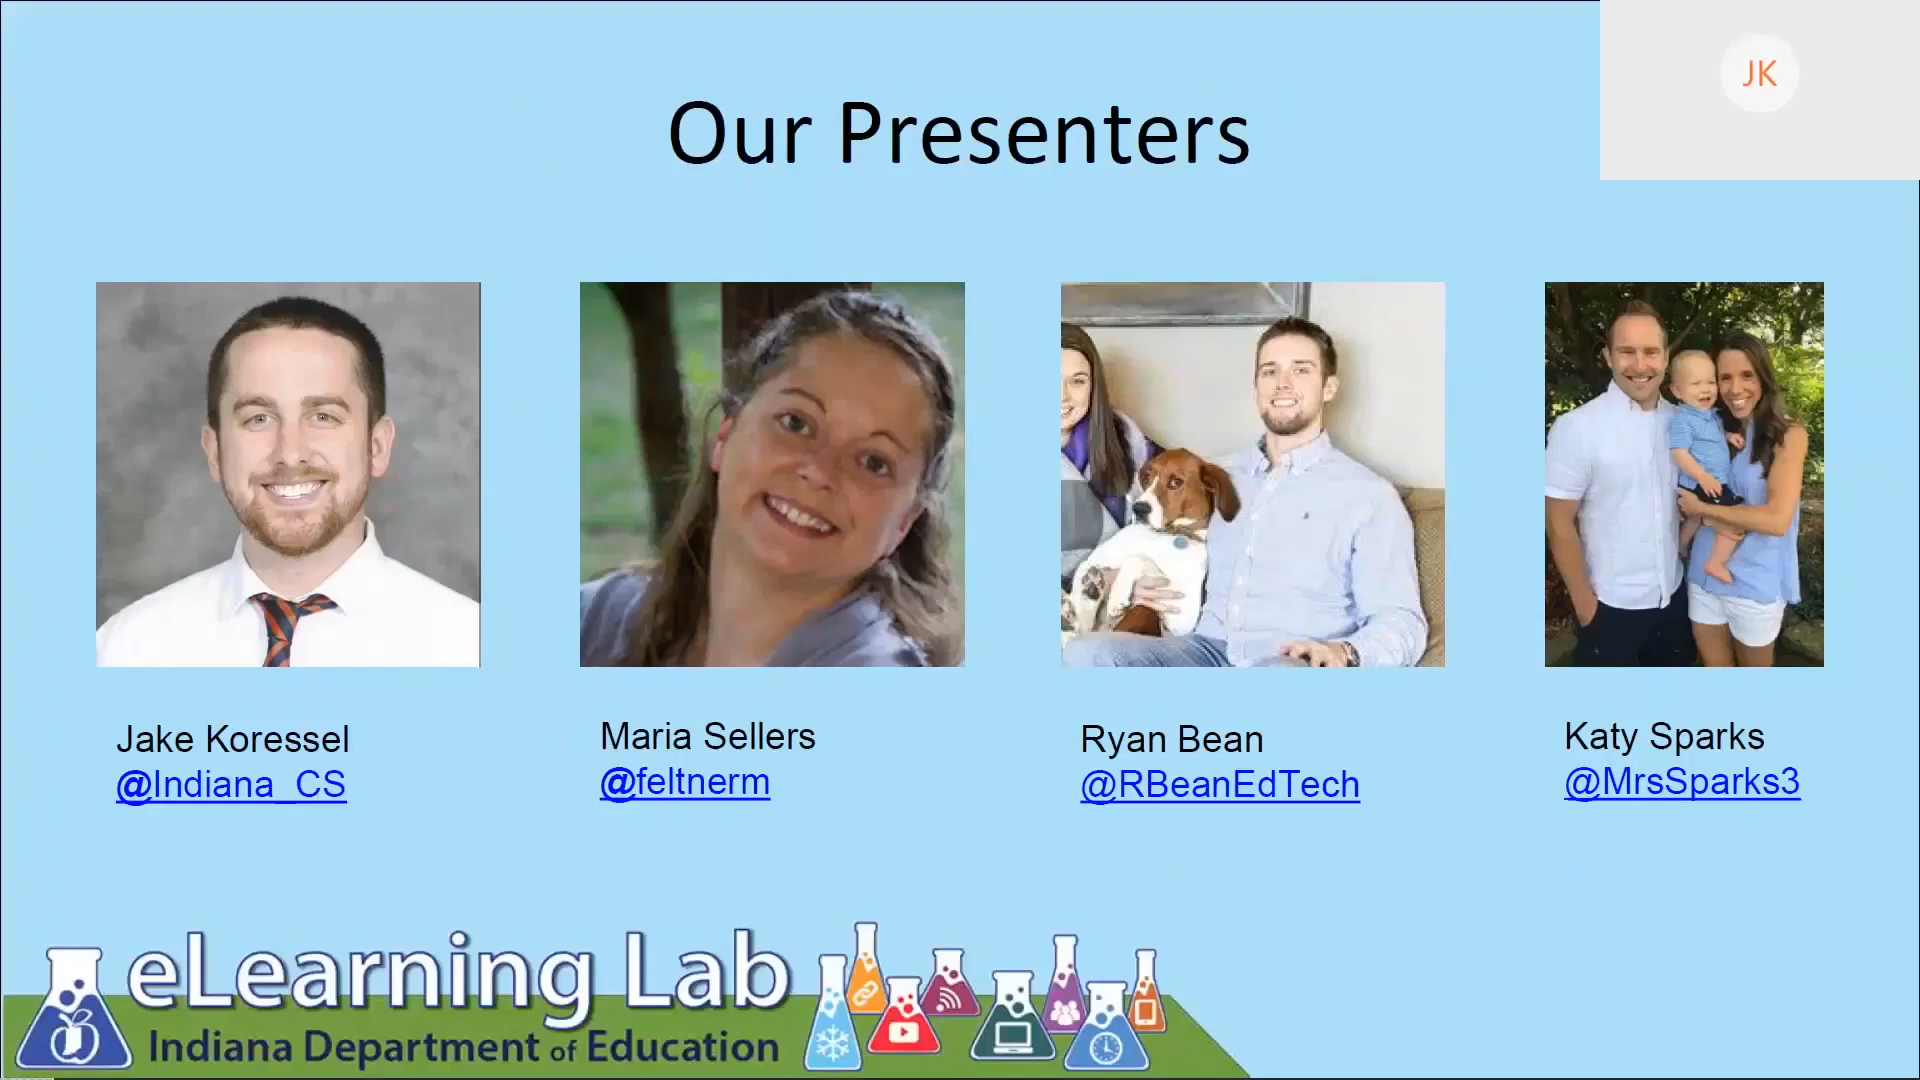 JK
Our Presenters
Jake Koressel
@Indiana_CS
Maria Sellers
@feltnerm
Ryan Bean
@RBeanEdTech
Katy Sparks
@MrsSparks3
eLearning Lab
Indiana Department of Education